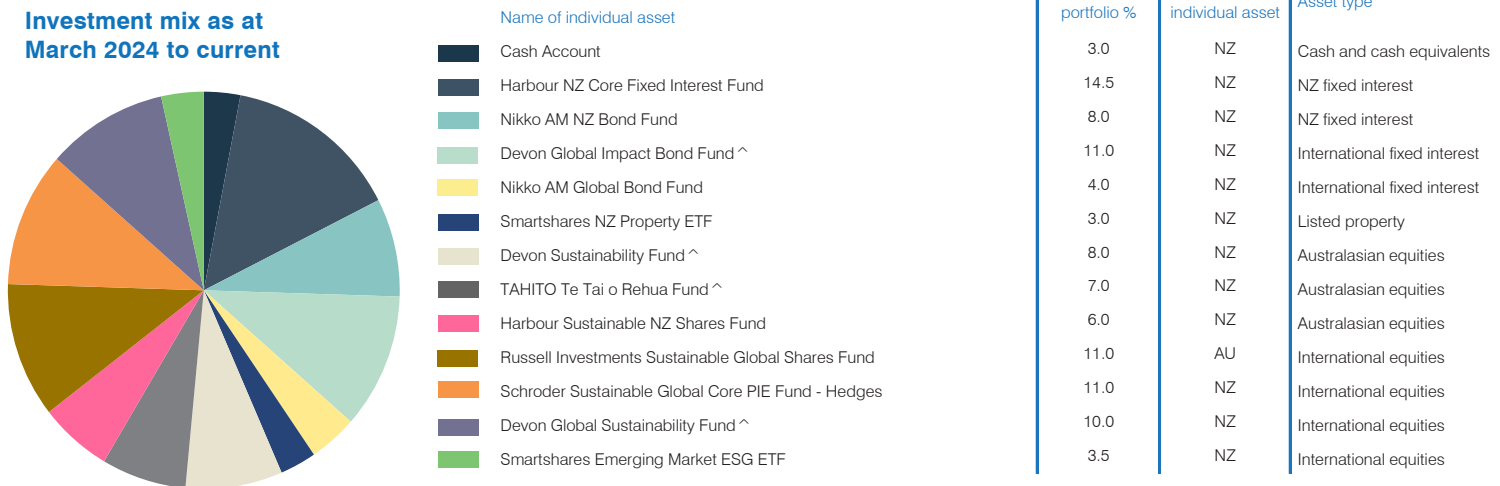 Investment mix as at
March 2024 to current
Name of individual asset portfolio % individual asset Asset type
Cash Account 3.0 NZ Cash and cash equivalents
Harbour NZ Core Fixed Interest Fund 14.5 NZ NZ fixed interest
Nikko AM NZ Bond Fund 8.0 NZ NZ fixed interest
Devon Global Impact Bond Fund ^ 11.0 NZ International fixed interest
Nikko AM Global Bond Fund 4.0 NZ International fixed interest
Smartshares NZ Property ETF 3.0 NZ Listed property
Devon Sustainability Fund ^ 8.0 NZ Australasian equities
TAHITO Te Tai o Rehua Fund ^ 7.0 NZ Australasian equities
Harbour Sustainable NZ Shares Fund 6.0 NZ Australasian equities
Russell Investments Sustainable Global Shares Fund 11.0 AU International equities
Schroder Sustainable Global Core PIE Fund - Hedges 11.0 NZ International equities
Devon Global Sustainability Fund ^ 10.0 NZ International equities
Smartshares Emerging Market ESG ETF 3.5 NZ International equities